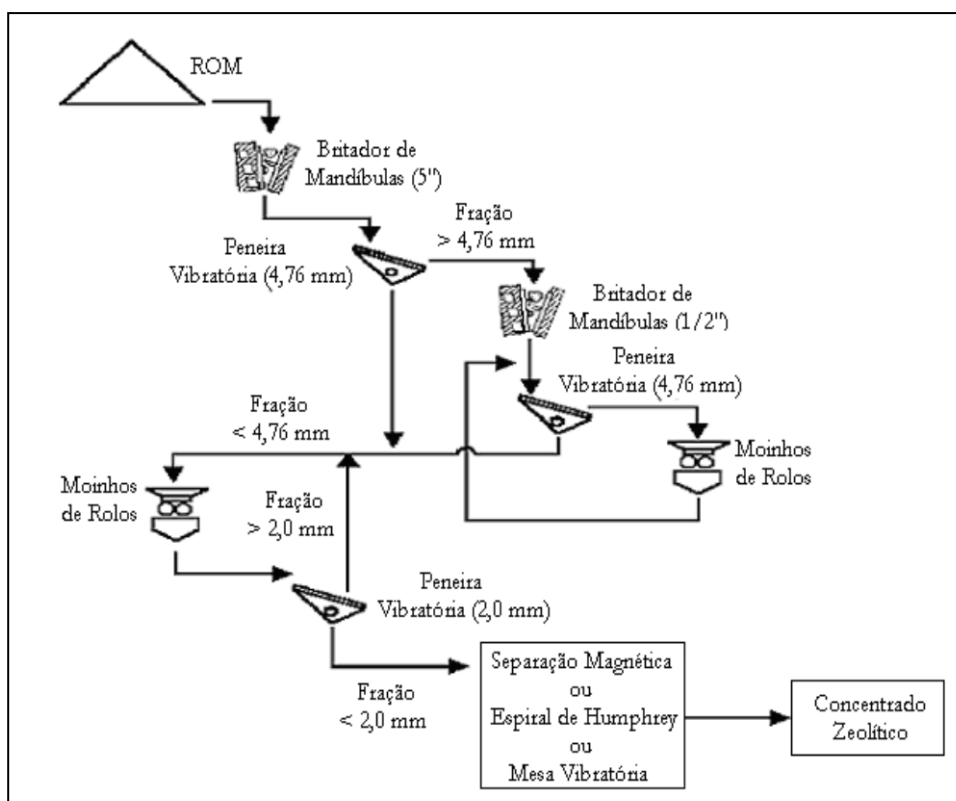 ROM
Britador de
Mandíbulas (5")
Fração
> 4,76 mm
Peneira
Vibratória (4,76 mm)
Britador de
Mandíbulas (1/2")
Peneira
Vibratória (4,76 mm)
Fração
< 4,76 mm
Moinhos
de Rolos
Moinhos
de Rolos
Fração
> 2,0 mm
Peneira
Vibratória (2,0 mm)
Fração
< 2,0 mm
Separação Magnética
ou
Espiral de Humphrey
ou
Mesa Vibratória
Concentrado
Zeolítico